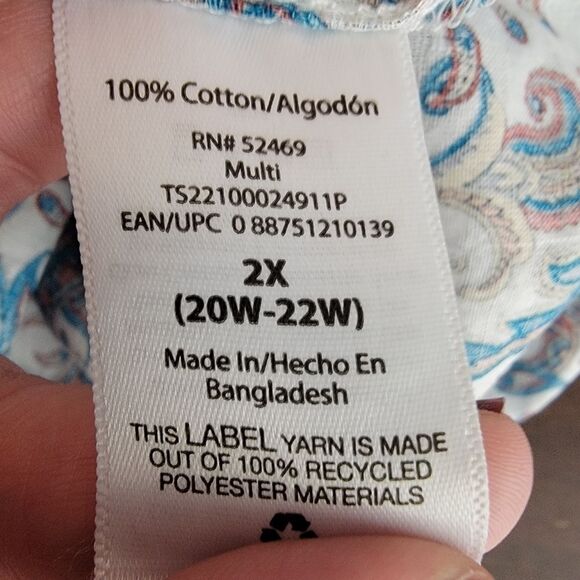 100% Cotton/Algodón
RN# 52469
Multi
TS22100024911P
EAN/UPC 0 88751210139
2X
(20W-22W)
Made In/Hecho En
Bangladesh
THIS LABEL YARN IS MADE
OUT OF 100% RECYCLED
POLYESTER MATERIALS